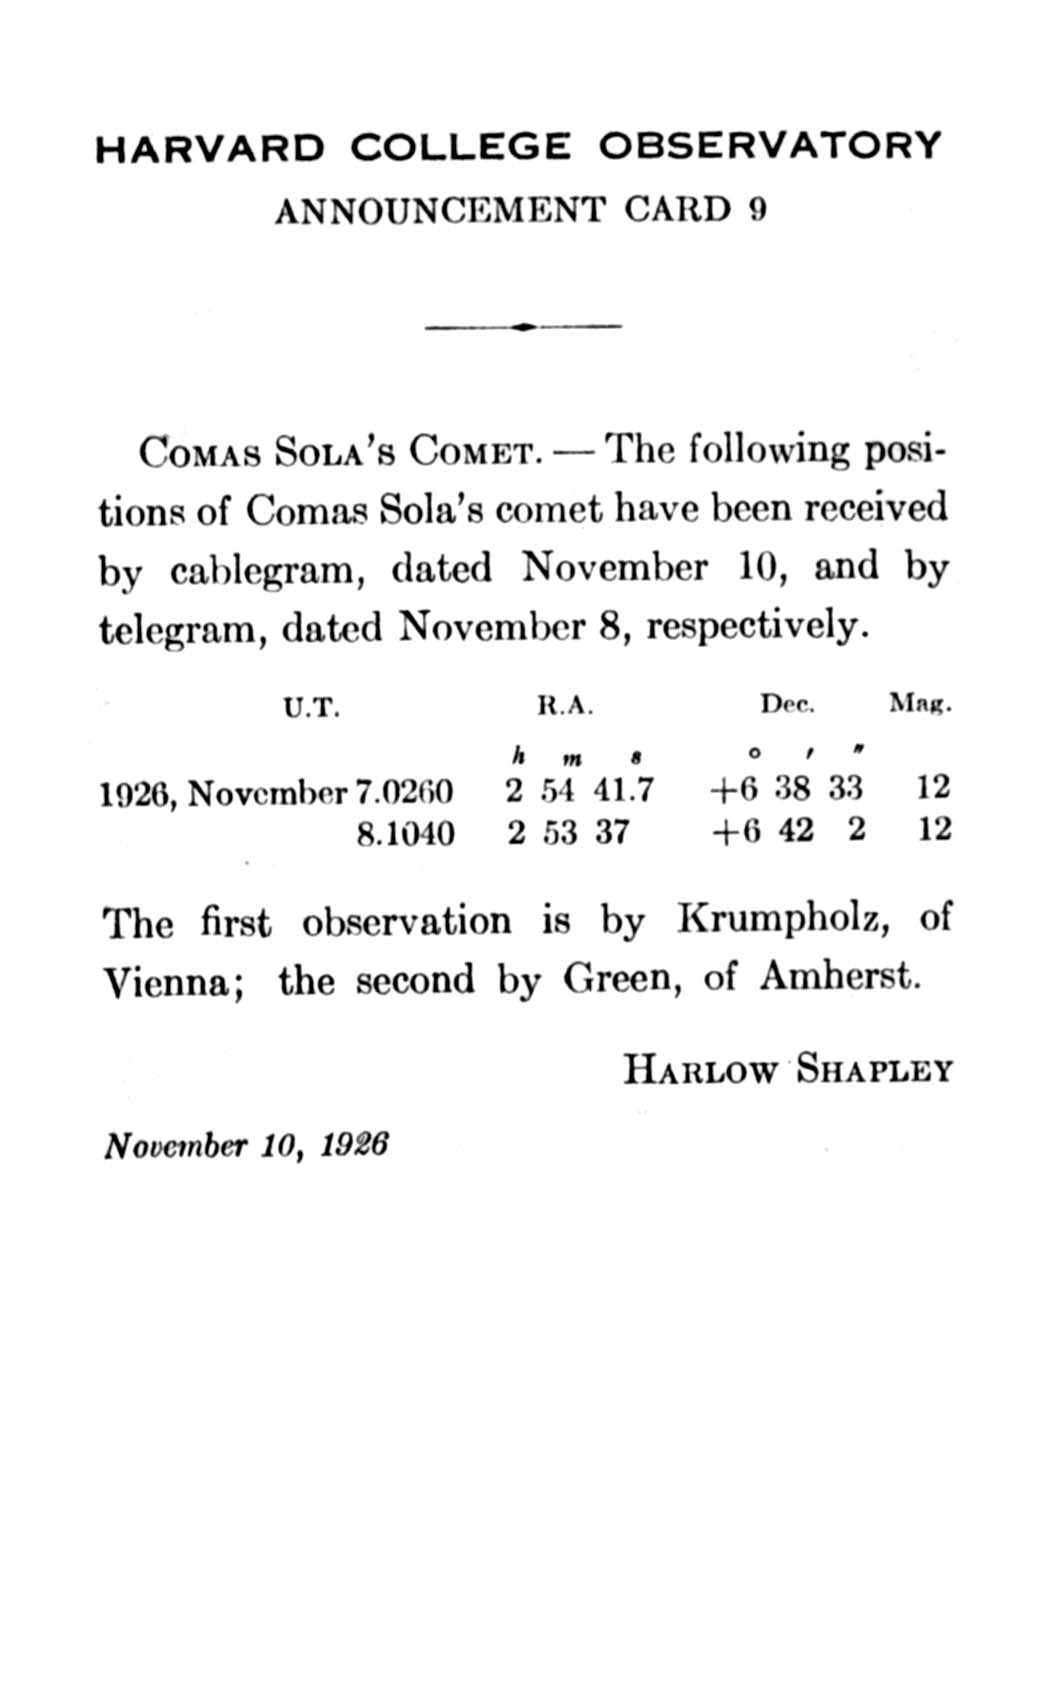 HARVARD COLLEGE OBSERVATORY
ANNOUNCEMENT CARD 9
COMAS SOLA'S COMET. — The following posi-
tions of Comas Sola's comet have been received
by cablegram, dated November 10, and by
telegram, dated November 8, respectively.
U.T. R.A. Dec. Mag.
h m s ° ′ ″
1926, November 7.0260 2 54 41.7 +6 38 33 12
8.1040 2 53 37 +6 42 2 12
The first observation is by Krumpholz, of
Vienna; the second by Green, of Amherst.
HARLOW SHAPLEY
November 10, 1926